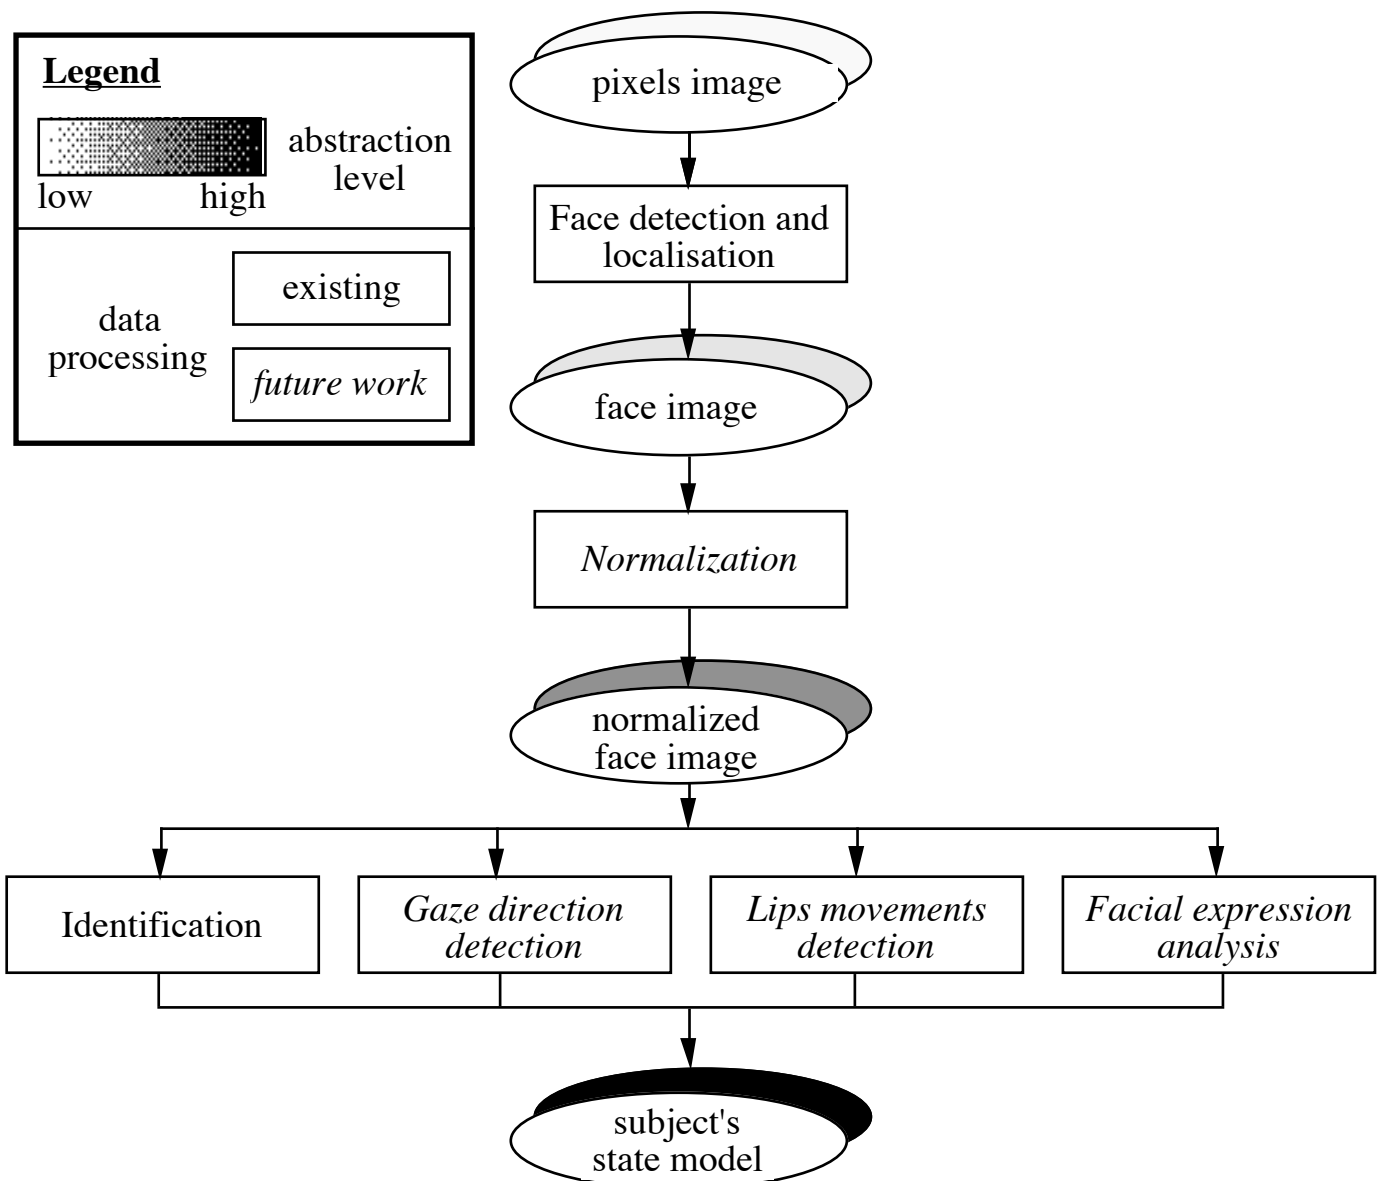 Legend
abstraction
level
low
high
data
processing
existing
future work
pixels image
Face detection and
localisation
face image
Normalization
normalized
face image
Identification
Gaze direction
detection
Lips movements
detection
Facial expression
analysis
subject's
state model